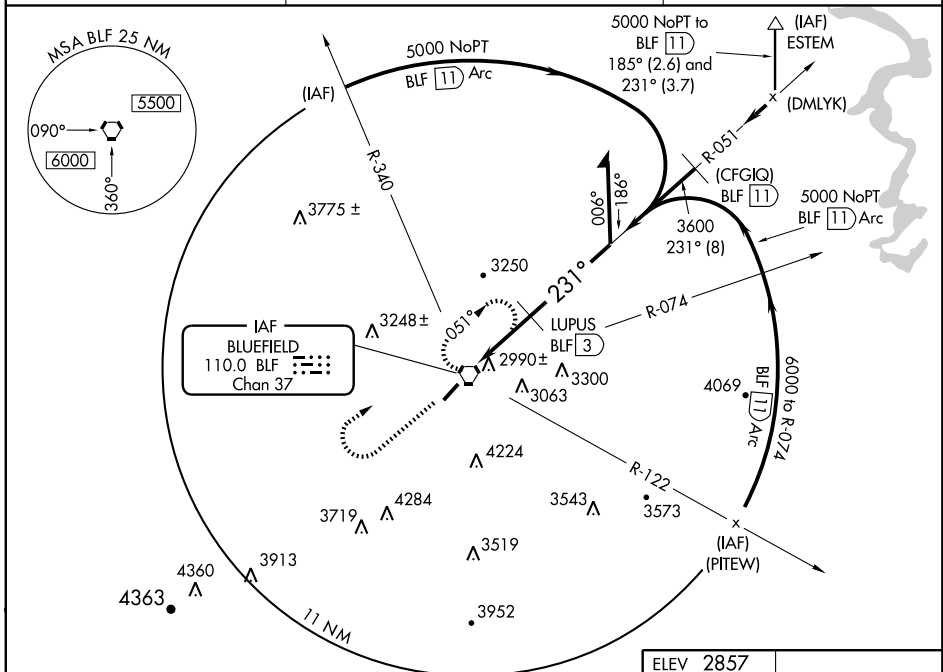 MSA BLF 25 NM
5500
090°
6000
360°
5000 NoPT
BLF 11 Arc
(IAF)
5000 NoPT to
BLF 11
185° (2.6) and
231° (3.7)
(IAF)
ESTEM
(DMLYK)
R-051
(CFGIQ)
BLF 11
5000 NoPT
BLF 11 Arc
3600
231° (8)
R-340
006°
186°
3775 ±
3250
231°
R-074
051°
LUPUS
BLF 3
3248 ±
IAF
BLUEFIELD
110.0 BLF
Chan 37
2990 ±
3300
3063
4069
BLF 11 Arc
6000 to R-074
4224
R-122
4284
3719
3543
3573
(IAF)
(PITEW)
3519
3913
4360
4363
3952
11 NM
ELEV 2857